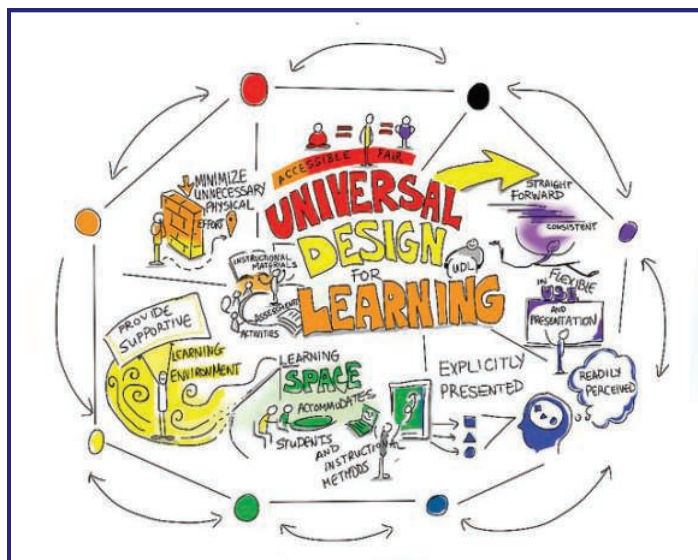 ACCESSIBLE FAIR
UNIVERSAL
DESIGN
FOR
LEARNING
UDL
STRAIGHT
FORWARD
CONSISTENT
FLEXIBLE
IN USE
AND
PRESENTATION
READILY
PERCEIVED
EXPLICITLY
PRESENTED
LEARNING
SPACE
ACCOMMODATES
STUDENTS
AND
INSTRUCTIONAL
METHODS
PROVIDE
SUPPORTIVE
LEARNING
ENVIRONMENT
MINIMIZE
UNNECESSARY
PHYSICAL
EFFORT
INSTRUCTIONAL
MATERIALS
ASSESSMENTS
ACTIVITIES